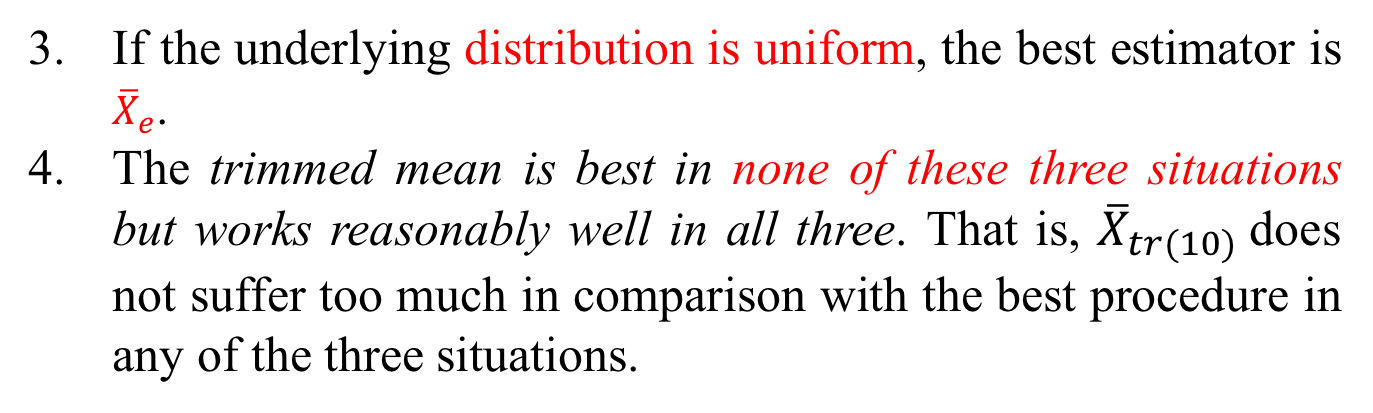 3. If the underlying distribution is uniform, the best estimator is
X̄ₑ.
4. The trimmed mean is best in none of these three situations
but works reasonably well in all three. That is, X̄tr(10) does
not suffer too much in comparison with the best procedure in
any of the three situations.